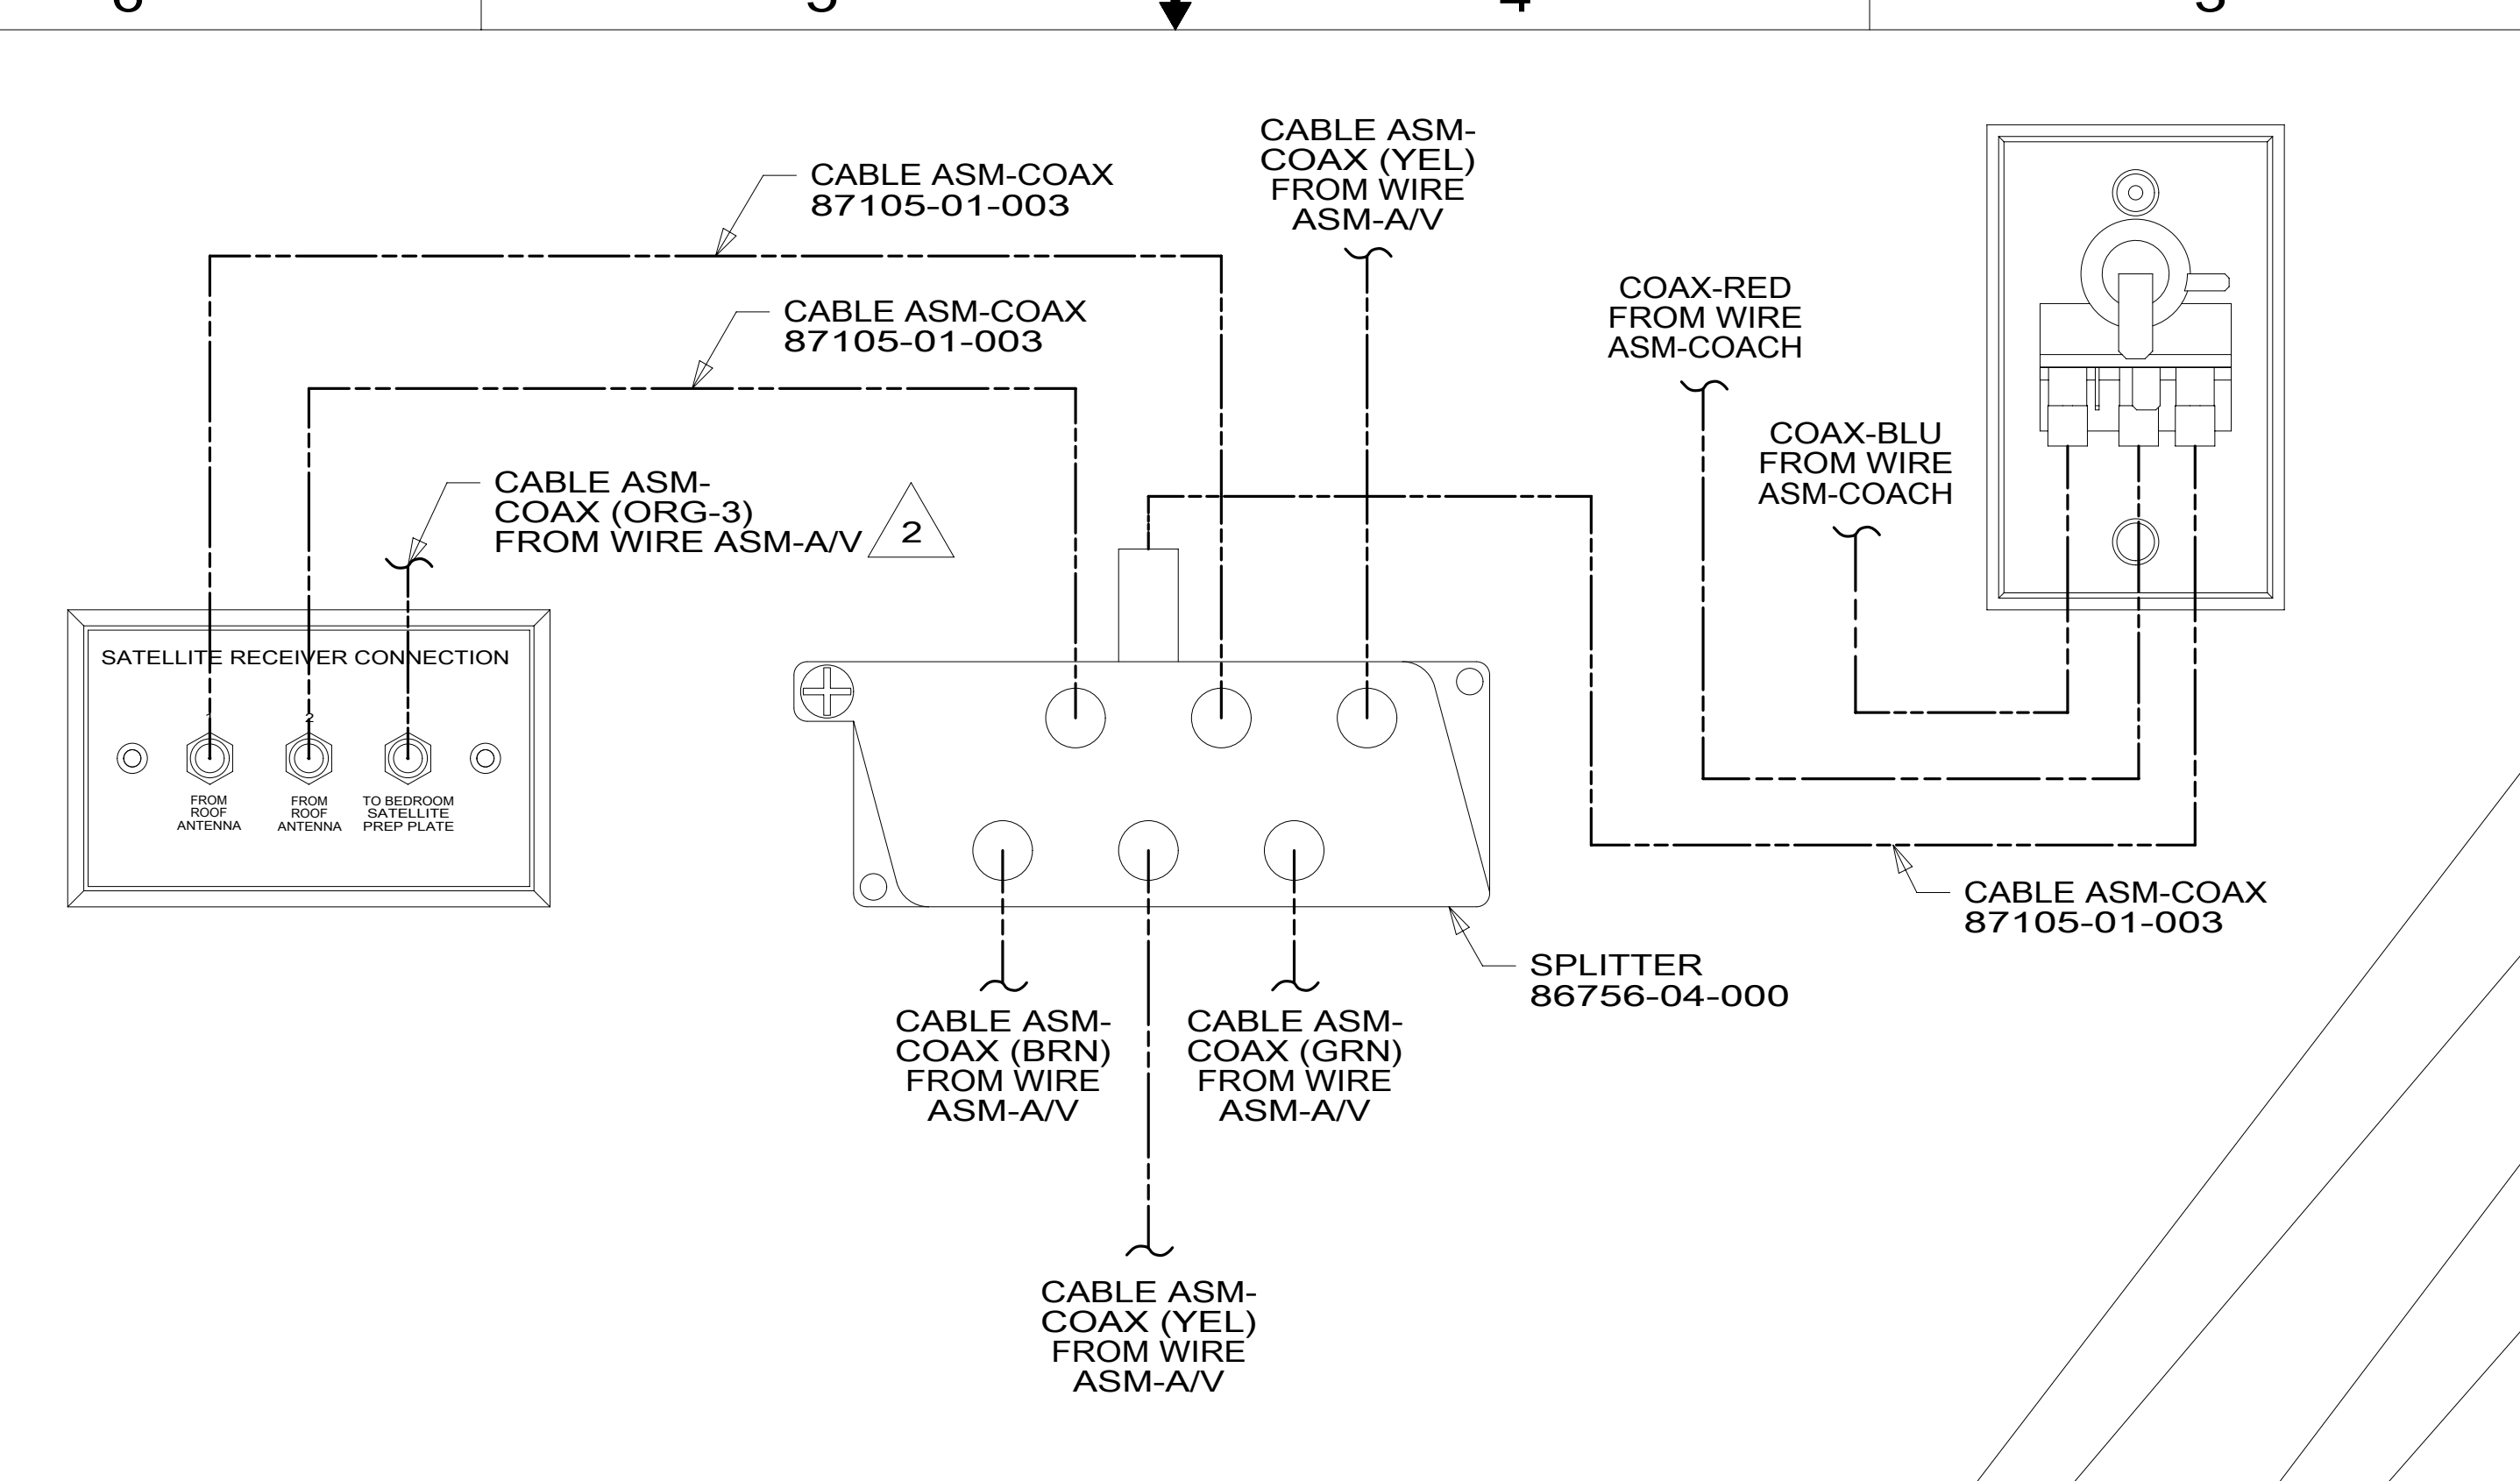 4
CABLE ASM-COAX
87105-01-003
CABLE ASM-
COAX (YEL)
FROM WIRE
ASM-A/V
CABLE ASM-COAX
87105-01-003
COAX-RED
FROM WIRE
ASM-COACH
COAX-BLU
FROM WIRE
ASM-COACH
CABLE ASM-
COAX (ORG-3)
FROM WIRE ASM-A/V
2
SATELLITE RECEIVER CONNECTION
1
2
FROM
ROOF
ANTENNA
FROM
ROOF
ANTENNA
TO BEDROOM
SATELLITE
PREP PLATE
CABLE ASM-COAX
87105-01-003
SPLITTER
86756-04-000
CABLE ASM-
COAX (BRN)
FROM WIRE
ASM-A/V
CABLE ASM-
COAX (GRN)
FROM WIRE
ASM-A/V
CABLE ASM-
COAX (YEL)
FROM WIRE
ASM-A/V